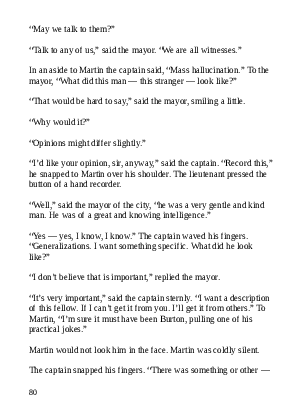 “May we talk to them?”
“Talk to any of us,” said the mayor. “We are all witnesses.”
In an aside to Martin the captain said, “Mass hallucination.” To the
mayor, “What did this man — this stranger — look like?”
“That would be hard to say,” said the mayor, smiling a little.
“Why would it?”
“Opinions might differ slightly.”
“I’d like your opinion, sir, anyway,” said the captain. “Record this,”
he snapped to Martin over his shoulder. The lieutenant pressed the
button of a hand recorder.
“Well,” said the mayor of the city, “he was a very gentle and kind
man. He was of a great and knowing intelligence.”
“Yes — yes, I know, I know.” The captain waved his fingers.
“Generalizations. I want something specific. What did he look
like?”
“I don’t believe that is important,” replied the mayor.
“It’s very important,” said the captain sternly. “I want a description
of this fellow. If I can’t get it from you. I’ll get it from others.” To
Martin, “I’m sure it must have been Burton, pulling one of his
practical jokes.”
Martin would not look him in the face. Martin was coldly silent.
The captain snapped his fingers. “There was something or other —
80